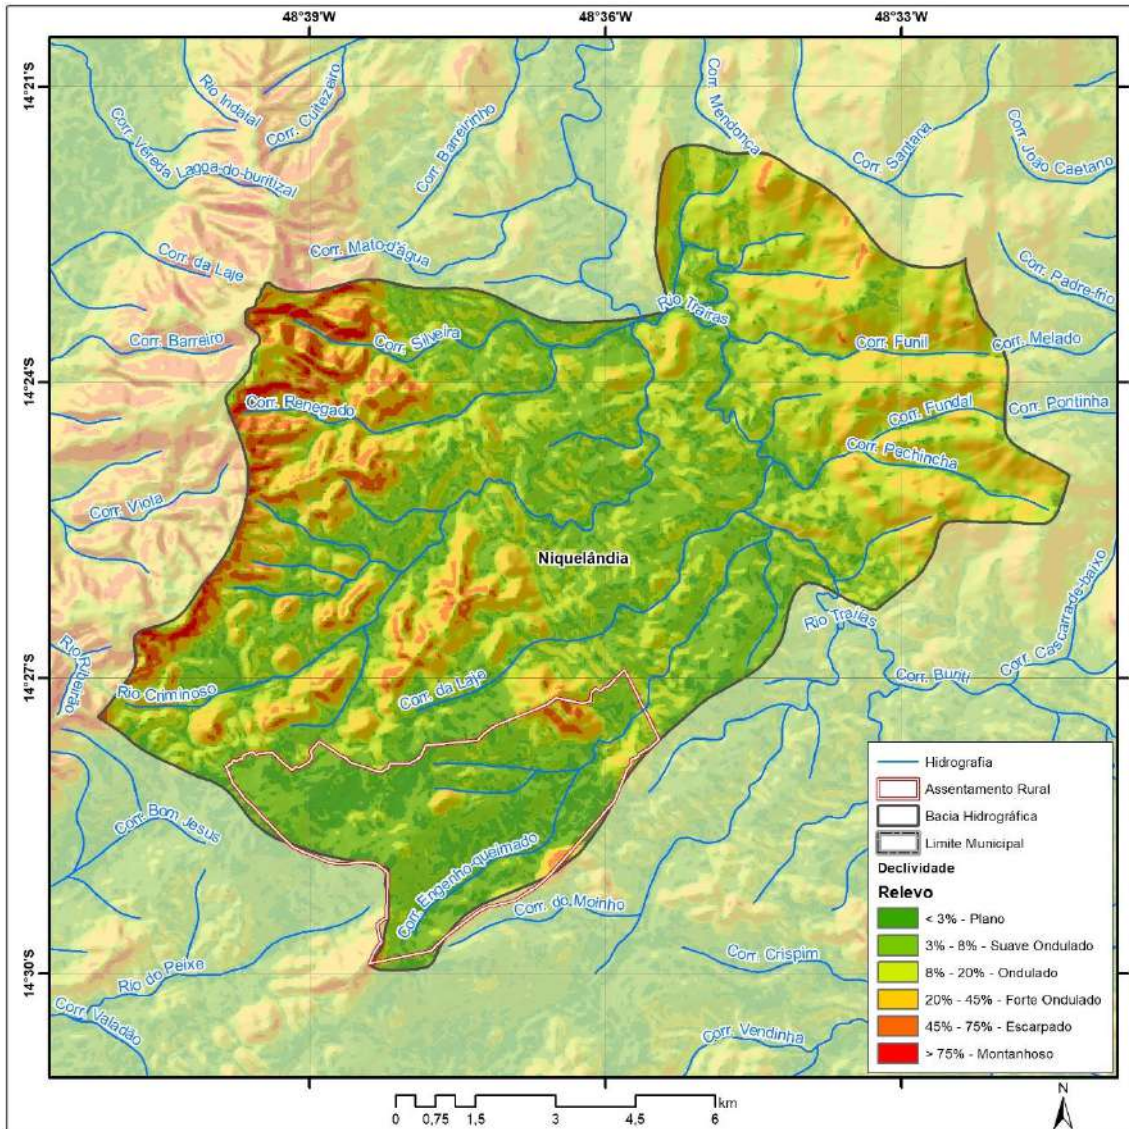 48°39'W
48°36'W
48°33'W
14°21'S
14°24'S
14°27'S
14°30'S
Rio Indaial
Corr. Cuitezeiro
Corr. Vereda Lagoa-do-buritizal
Corr. Barreirinho
Corr. Mendonça
Corr. Santana
Corr. João Caetano
Corr. da Laje
Corr. Mato-d'água
Corr. Padre-frio
Rio Traíras
Corr. Barreiro
Corr. Silveira
Corr. Funil
Corr. Melado
Corr. Renegado
Corr. Fundal
Corr. Pontinha
Corr. Pechincha
Corr. Viola
Niquelândia
Rio Traíras
Corr. Cascarra-de-baixo
Rio Ribeirão
Rio Criminoso
Corr. da Laje
Corr. Buriti
Corr. Bom Jesus
Corr. Engenho-queimado
Corr. do Moinho
Rio do Peixe
Corr. Crispim
Corr. Valadão
Corr. Vendinha
Hidrografia
Assentamento Rural
Bacia Hidrográfica
Limite Municipal
Declividade
Relevo
< 3% - Plano
3% - 8% - Suave Ondulado
8% - 20% - Ondulado
20% - 45% - Forte Ondulado
45% - 75% - Escarpado
> 75% - Montanhoso
0 0,75 1,5 3 4,5 6 km
N